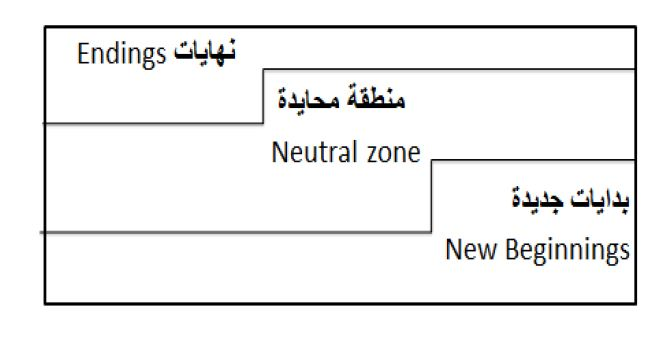 نهايات Endings
منطقة محايدة
Neutral zone
بدايات جديدة
New Beginnings